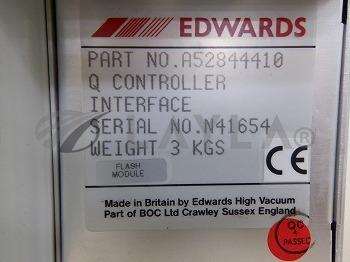 EDWARDS
PART NO.A52844410
Q CONTROLLER
INTERFACE
SERIAL NO.N41654
WEIGHT 3 KGS
FLASH
MODULE
CE
Made in Britain by Edwards High Vacuum
Part of BOC Ltd Crawley Sussex England
QC
PASSED